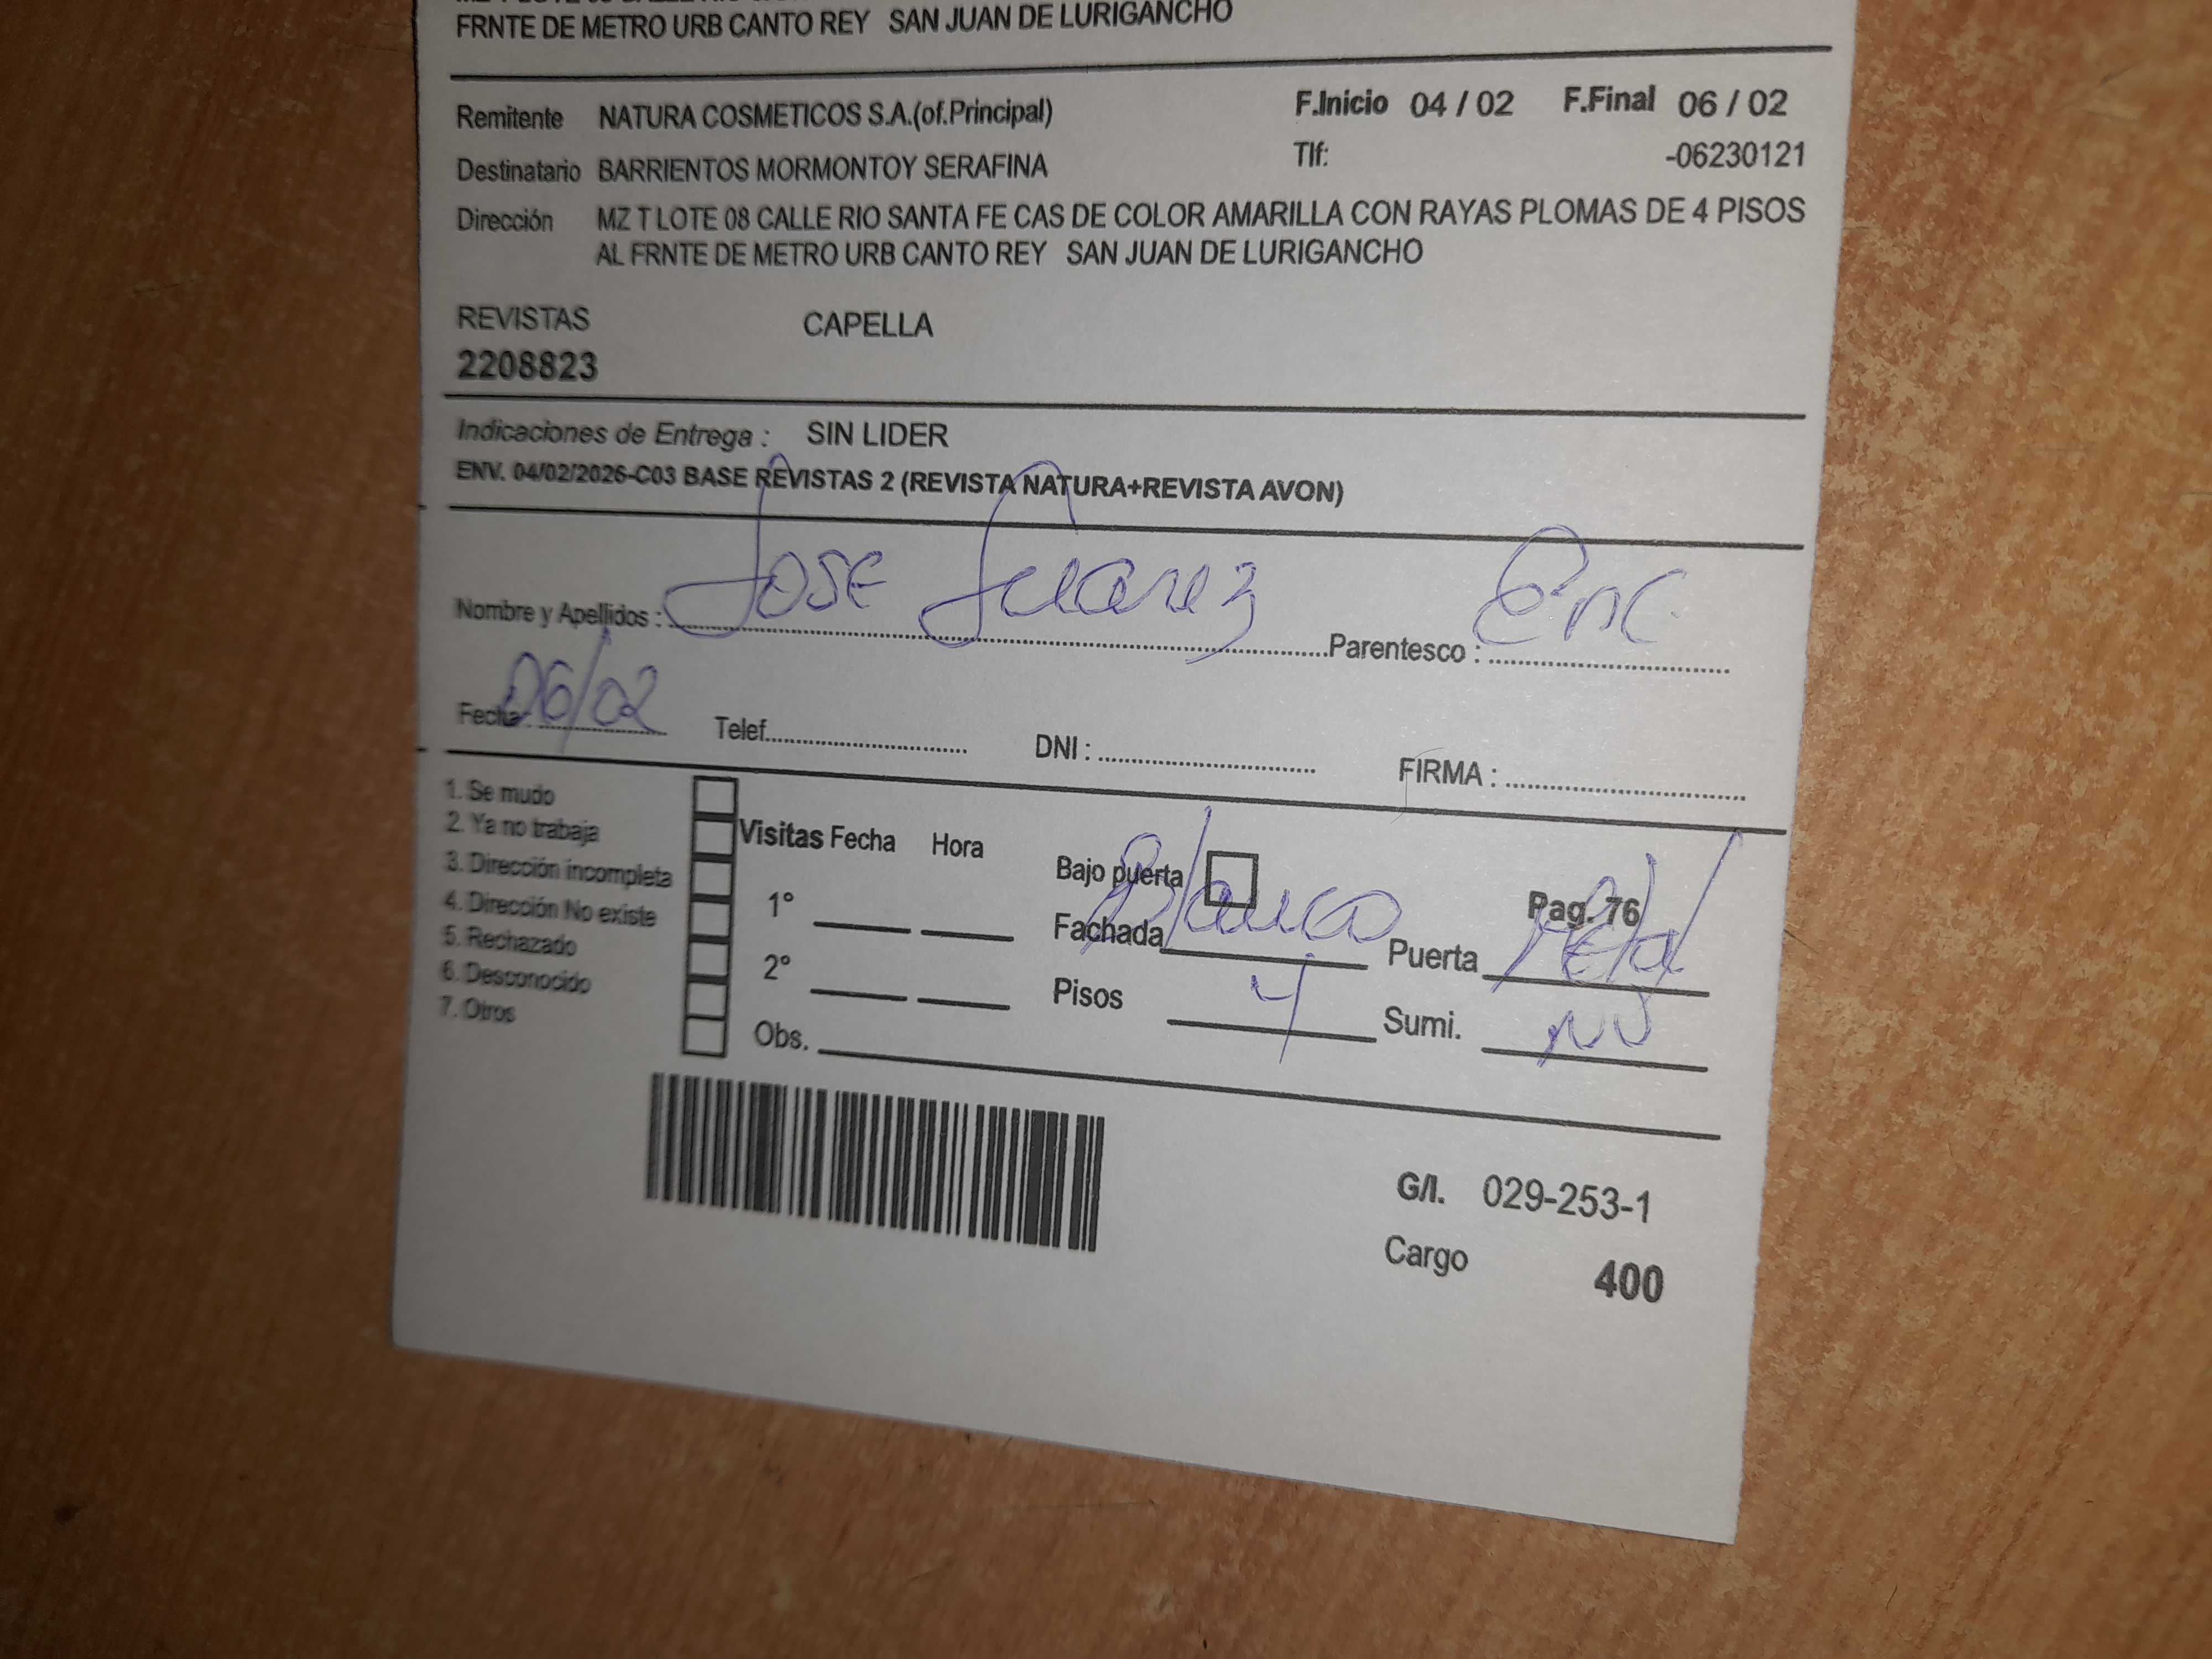 FRNTE DE METRO URB CANTO REY SAN JUAN DE LURIGANCHO
Remitente NATURA COSMETICOS S.A.(of.Principal) F.Inicio 04 / 02 F.Final 06 / 02
Destinatario BARRIENTOS MORMONTOY SERAFINA Tlf: -06230121
Dirección MZ T LOTE 08 CALLE RIO SANTA FE CAS DE COLOR AMARILLA CON RAYAS PLOMAS DE 4 PISOS
AL FRNTE DE METRO URB CANTO REY SAN JUAN DE LURIGANCHO
REVISTAS CAPELLA
2208823
Indicaciones de Entrega : SIN LIDER
ENV. 04/02/2026-C03 BASE REVISTAS 2 (REVISTA NATURA+REVISTA AVON)
Nombre y Apellidos : Jose Suarez Parentesco : Enc.
Fecha: 06/02 Telef. DNI : FIRMA :
1. Se mudo
2. Ya no trabaja
3. Dirección incompleta
4. Dirección No existe
5. Rechazado
6. Desconocido
7. Otros
Visitas Fecha Hora
1°
2°
Obs.
Bajo puerta Pag. 76
Fachada Blanco Puerta
Pisos 4 Sumi.
G/I. 029-253-1
Cargo 400